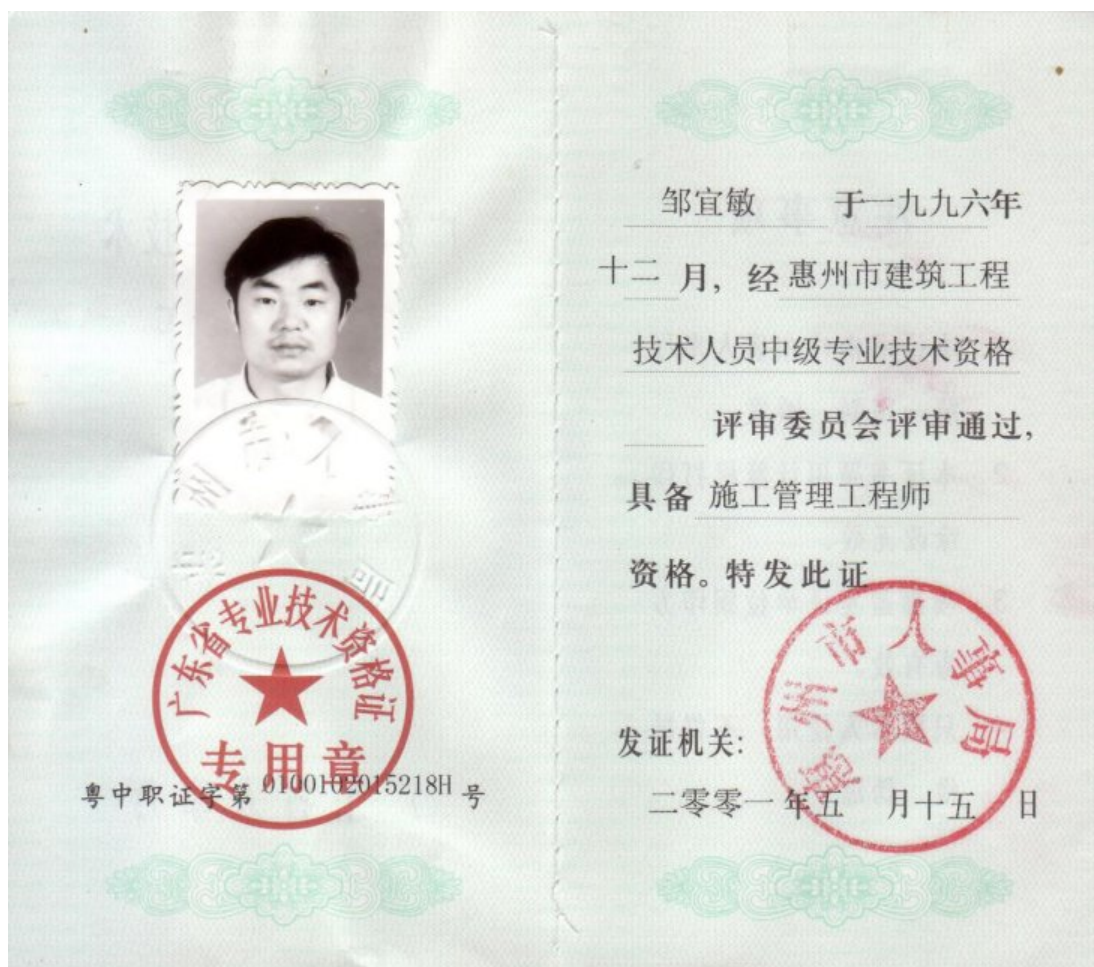 广东省专业技术资格证
专用章
粤中职证字第 0100102015218H 号
邹宜敏 于一九九六年
十二月，经惠州市建筑工程
技术人员中级专业技术资格
评审委员会评审通过，
具备 施工管理工程师
资格。特发此证
惠州市人事局
发证机关：
二零零一年五月十五日